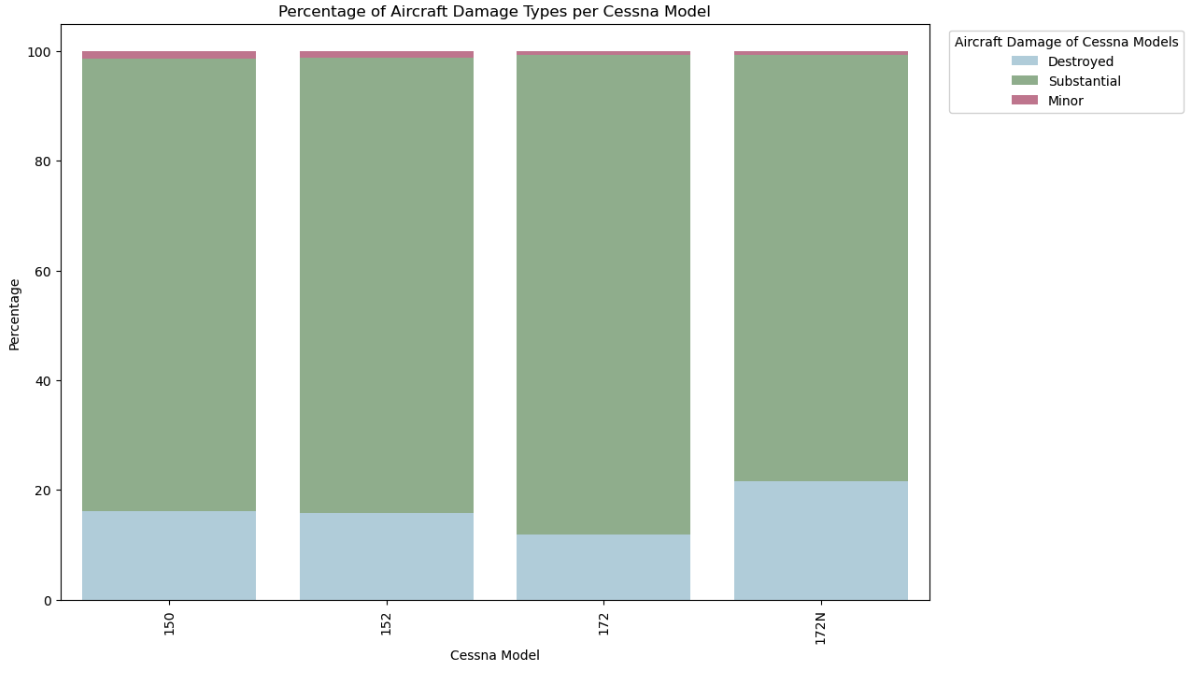 Percentage of Aircraft Damage Types per Cessna Model
Aircraft Damage of Cessna Models
Destroyed
Substantial
Minor
Percentage
100
80
60
40
20
0
150
152
172
172N
Cessna Model